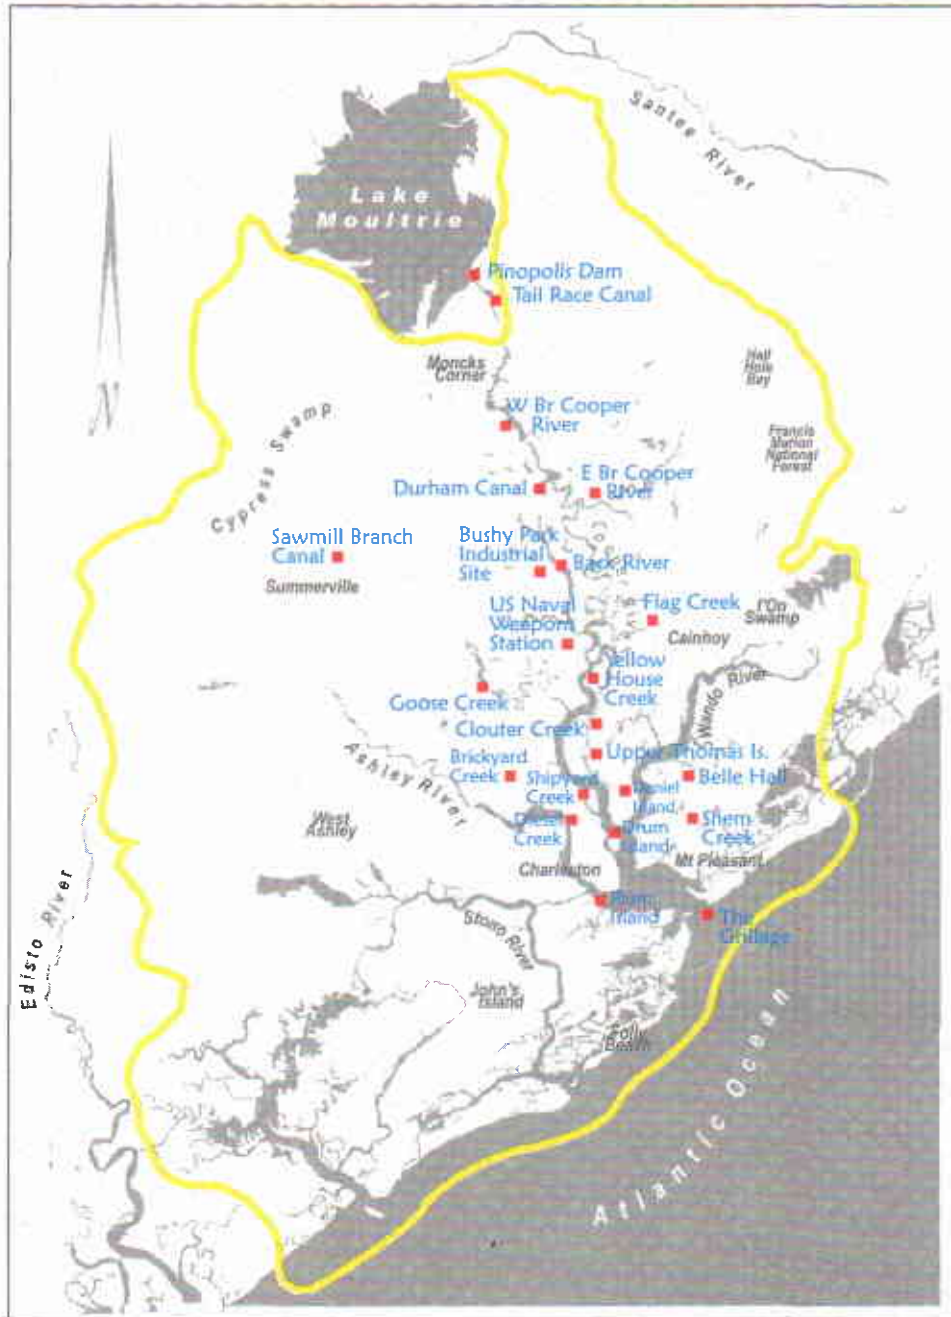 Santee River
Lake
Moultrie
Pinopolis Dam
Tail Race Canal
Moncks
Corner
Hell
Hole
Bay
W Br Cooper
River
Francis
Marion
National
Forest
Cypress Swamp
Durham Canal
E Br Cooper
River
Sawmill Branch
Canal
Summerville
Bushy Park
Industrial
Site
Back River
US Naval
Weapons
Station
Flag Creek
I'On
Swamp
Cainhoy
Yellow
House
Creek
Goose Creek
Wando River
Clouter Creek
Ashley River
Brickyard
Creek
Upper Thomas Is.
Shipyard
Creek
Belle Hall
Daniel
Island
West
Ashley
Diesel
Creek
Shem
Creek
Drum
Island
Mt Pleasant
Charleston
Edisto River
Plum
Island
The
Grillage
Stono River
John's
Island
Folly
Beach
Atlantic Ocean
N